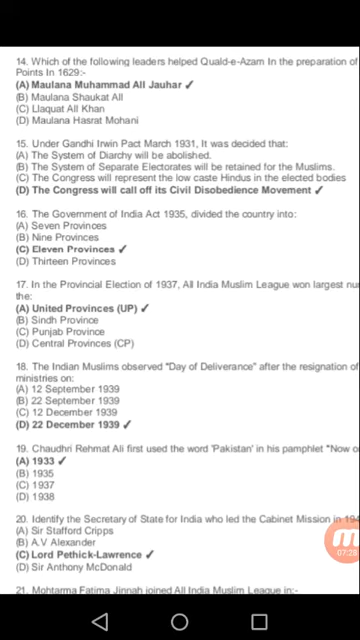 14. Which of the following leaders helped Quald-e-Azam In the preparation of
Points In 1629:-
(A) Maulana Muhammad All Jauhar ✓
(B) Maulana Shaukat All
(C) Llaquat All Khan
(D) Maulana Hasrat Mohani
15. Under Gandhi Irwin Pact March 1931, It was decided that:
(A) The System of Diarchy will be abolished.
(B) The System of Separate Electorates will be retained for the Muslims.
(C) The Congress will represent the low caste Hindus in the elected bodies
(D) The Congress will call off its Civil Disobedience Movement ✓
16. The Government of India Act 1935, divided the country into:
(A) Seven Provinces
(B) Nine Provinces
(C) Eleven Provinces ✓
(D) Thirteen Provinces
17. In the Provincial Election of 1937, All India Muslim League won largest nu
the:
(A) United Provinces (UP) ✓
(B) Sindh Province
(C) Punjab Province
(D) Central Provinces (CP)
18. The Indian Muslims observed "Day of Deliverance" after the resignation of
ministries on:
(A) 12 September 1939
(B) 22 September 1939
(C) 12 December 1939
(D) 22 December 1939 ✓
19. Chaudhri Rehmat Ali first used the word 'Pakistan' in his pamphlet "Now o
(A) 1933 ✓
(B) 1935
(C) 1937
(D) 1938
20. Identify the Secretary of State for India who led the Cabinet Mission in 194
(A) Sir Stafford Cripps
(B) A.V Alexander
(C) Lord Pethick-Lawrence ✓
(D) Sir Anthony McDonald
07:28
21. Mohtarma Fatima Jinnah joined All India Muslim League in:-